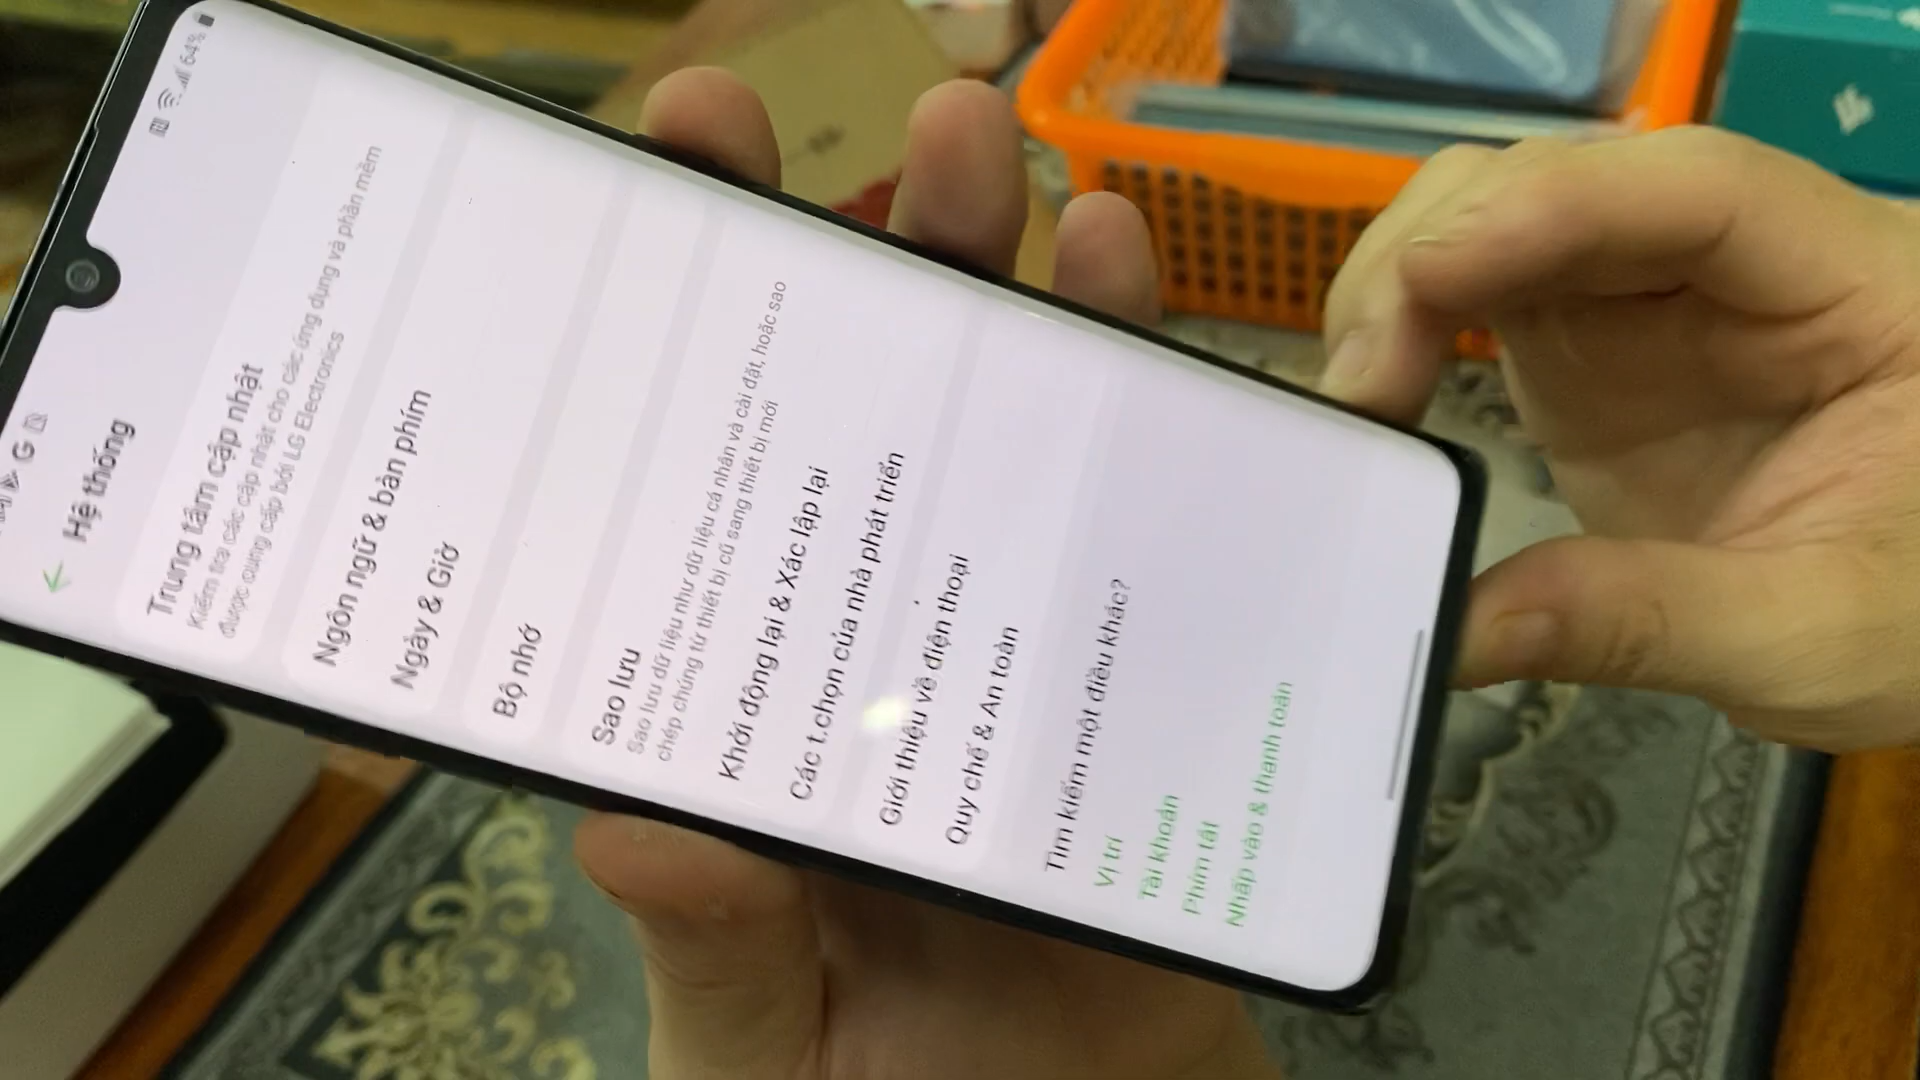 G
64%
Hệ thống
Trung tâm cập nhật
Kiểm tra các cập nhật cho các ứng dụng và phần mềm
được cung cấp bởi LG Electronics
Ngôn ngữ & bàn phím
Ngày & Giờ
Bộ nhớ
Sao lưu
Sao lưu dữ liệu như dữ liệu cá nhân và cài đặt, hoặc sao
chép chúng từ thiết bị cũ sang thiết bị mới
Khởi động lại & Xác lập lại
Các t.chọn của nhà phát triển
Giới thiệu về điện thoại
Quy chế & An toàn
Tìm kiếm một điều khác?
Vị trí
Tài khoản
Phím tắt
Nhấp vào & thanh toán